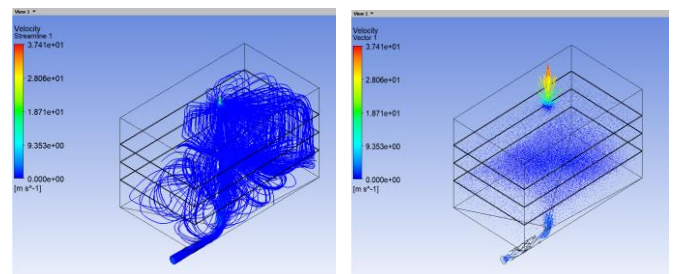 View 1
Velocity
Streamline 1
3.741e+01
2.806e+01
1.871e+01
9.353e+00
0.000e+00
[m s^-1]
View 1
Velocity
Vector 1
3.741e+01
2.806e+01
1.871e+01
9.353e+00
0.000e+00
[m s^-1]